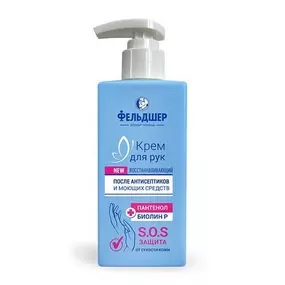 ФЕЛЬДШЕР
Крем
для рук
NEW ВОССТАНАВЛИВАЮЩИЙ
ПОСЛЕ АНТИСЕПТИКОВ
И МОЮЩИХ СРЕДСТВ
ПАНТЕНОЛ
БИОЛИН Р
S.O.S
ЗАЩИТА
ОТ СУХОСТИ КОЖИ